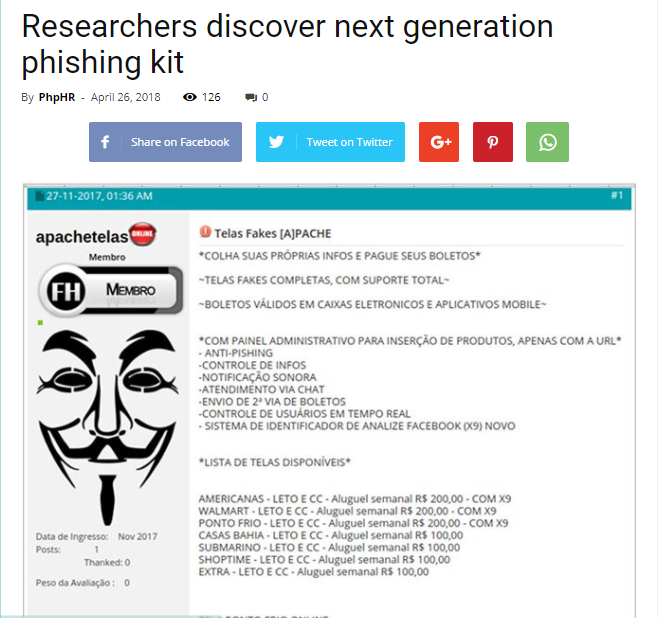 Researchers discover next generation
phishing kit
By PhpHR - April 26, 2018 126 0
Share on Facebook
Tweet on Twitter
G+
27-11-2017, 01:36 AM
#1
apachetelas ONLINE
Membro
FH MEMBRO
Data de Ingresso: Nov 2017
Posts: 1
Thanked: 0
Peso da Avaliação : 0
Telas Fakes [A]PACHE
*COLHA SUAS PRÓPRIAS INFOS E PAGUE SEUS BOLETOS*
~TELAS FAKES COMPLETAS, COM SUPORTE TOTAL~
~BOLETOS VÁLIDOS EM CAIXAS ELETRONICOS E APLICATIVOS MOBILE~
*COM PAINEL ADMINISTRATIVO PARA INSERÇÃO DE PRODUTOS, APENAS COM A URL*
- ANTI-PISHING
-CONTROLE DE INFOS
-NOTIFICAÇÃO SONORA
-ATENDIMENTO VIA CHAT
-ENVIO DE 2ª VIA DE BOLETOS
-CONTROLE DE USUÁRIOS EM TEMPO REAL
- SISTEMA DE IDENTIFICADOR DE ANALIZE FACEBOOK (X9) NOVO
*LISTA DE TELAS DISPONÍVEIS*
AMERICANAS - LETO E CC - Aluguel semanal R$ 200,00 - COM X9
WALMART - LETO E CC - Aluguel semanal R$ 200,00 - COM X9
PONTO FRIO - LETO E CC - Aluguel semanal R$ 200,00 - COM X9
CASAS BAHIA - LETO E CC - Aluguel semanal R$ 100,00
SUBMARINO - LETO E CC - Aluguel semanal R$ 100,00
SHOPTIME - LETO E CC - Aluguel semanal R$ 100,00
EXTRA - LETO E CC - Aluguel semanal R$ 100,00